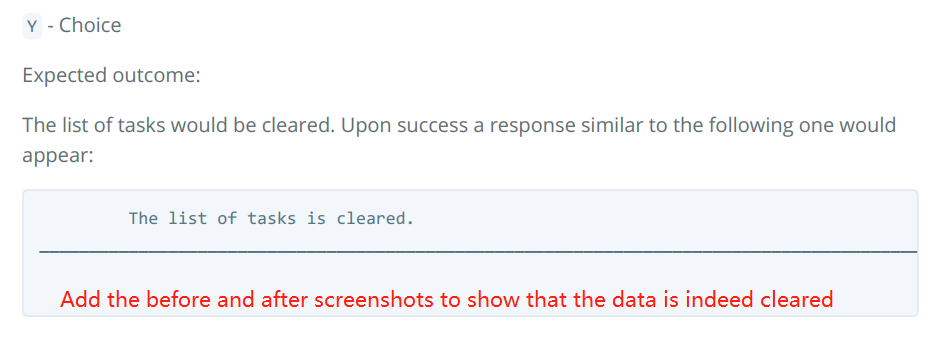 Y - Choice
Expected outcome:
The list of tasks would be cleared. Upon success a response similar to the following one would
appear:
The list of tasks is cleared.
Add the before and after screenshots to show that the data is indeed cleared